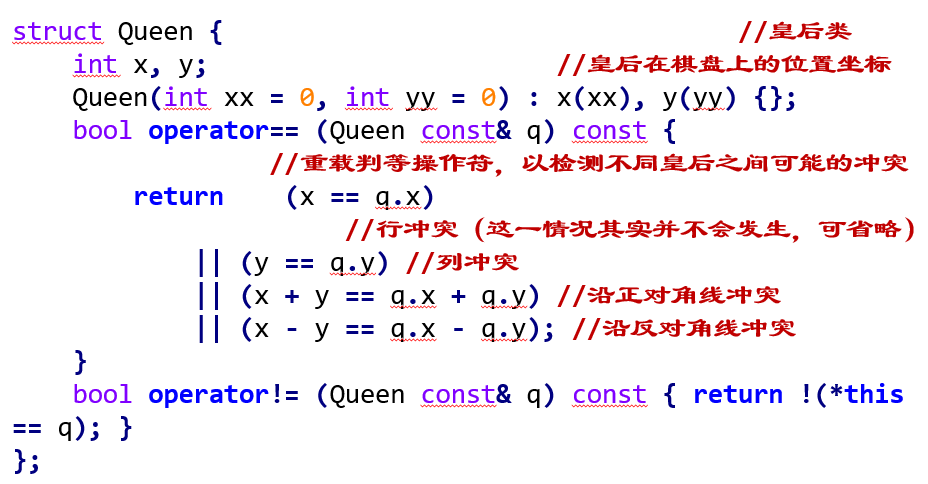 struct Queen { //皇后类
int x, y; //皇后在棋盘上的位置坐标
Queen(int xx = 0, int yy = 0) : x(xx), y(yy) {};
bool operator== (Queen const& q) const {
//重载判等操作符，以检测不同皇后之间可能的冲突
return (x == q.x)
//行冲突（这一情况其实并不会发生，可省略）
|| (y == q.y) //列冲突
|| (x + y == q.x + q.y) //沿正对角线冲突
|| (x - y == q.x - q.y); //沿反对角线冲突
}
bool operator!= (Queen const& q) const { return !(*this
== q); }
};